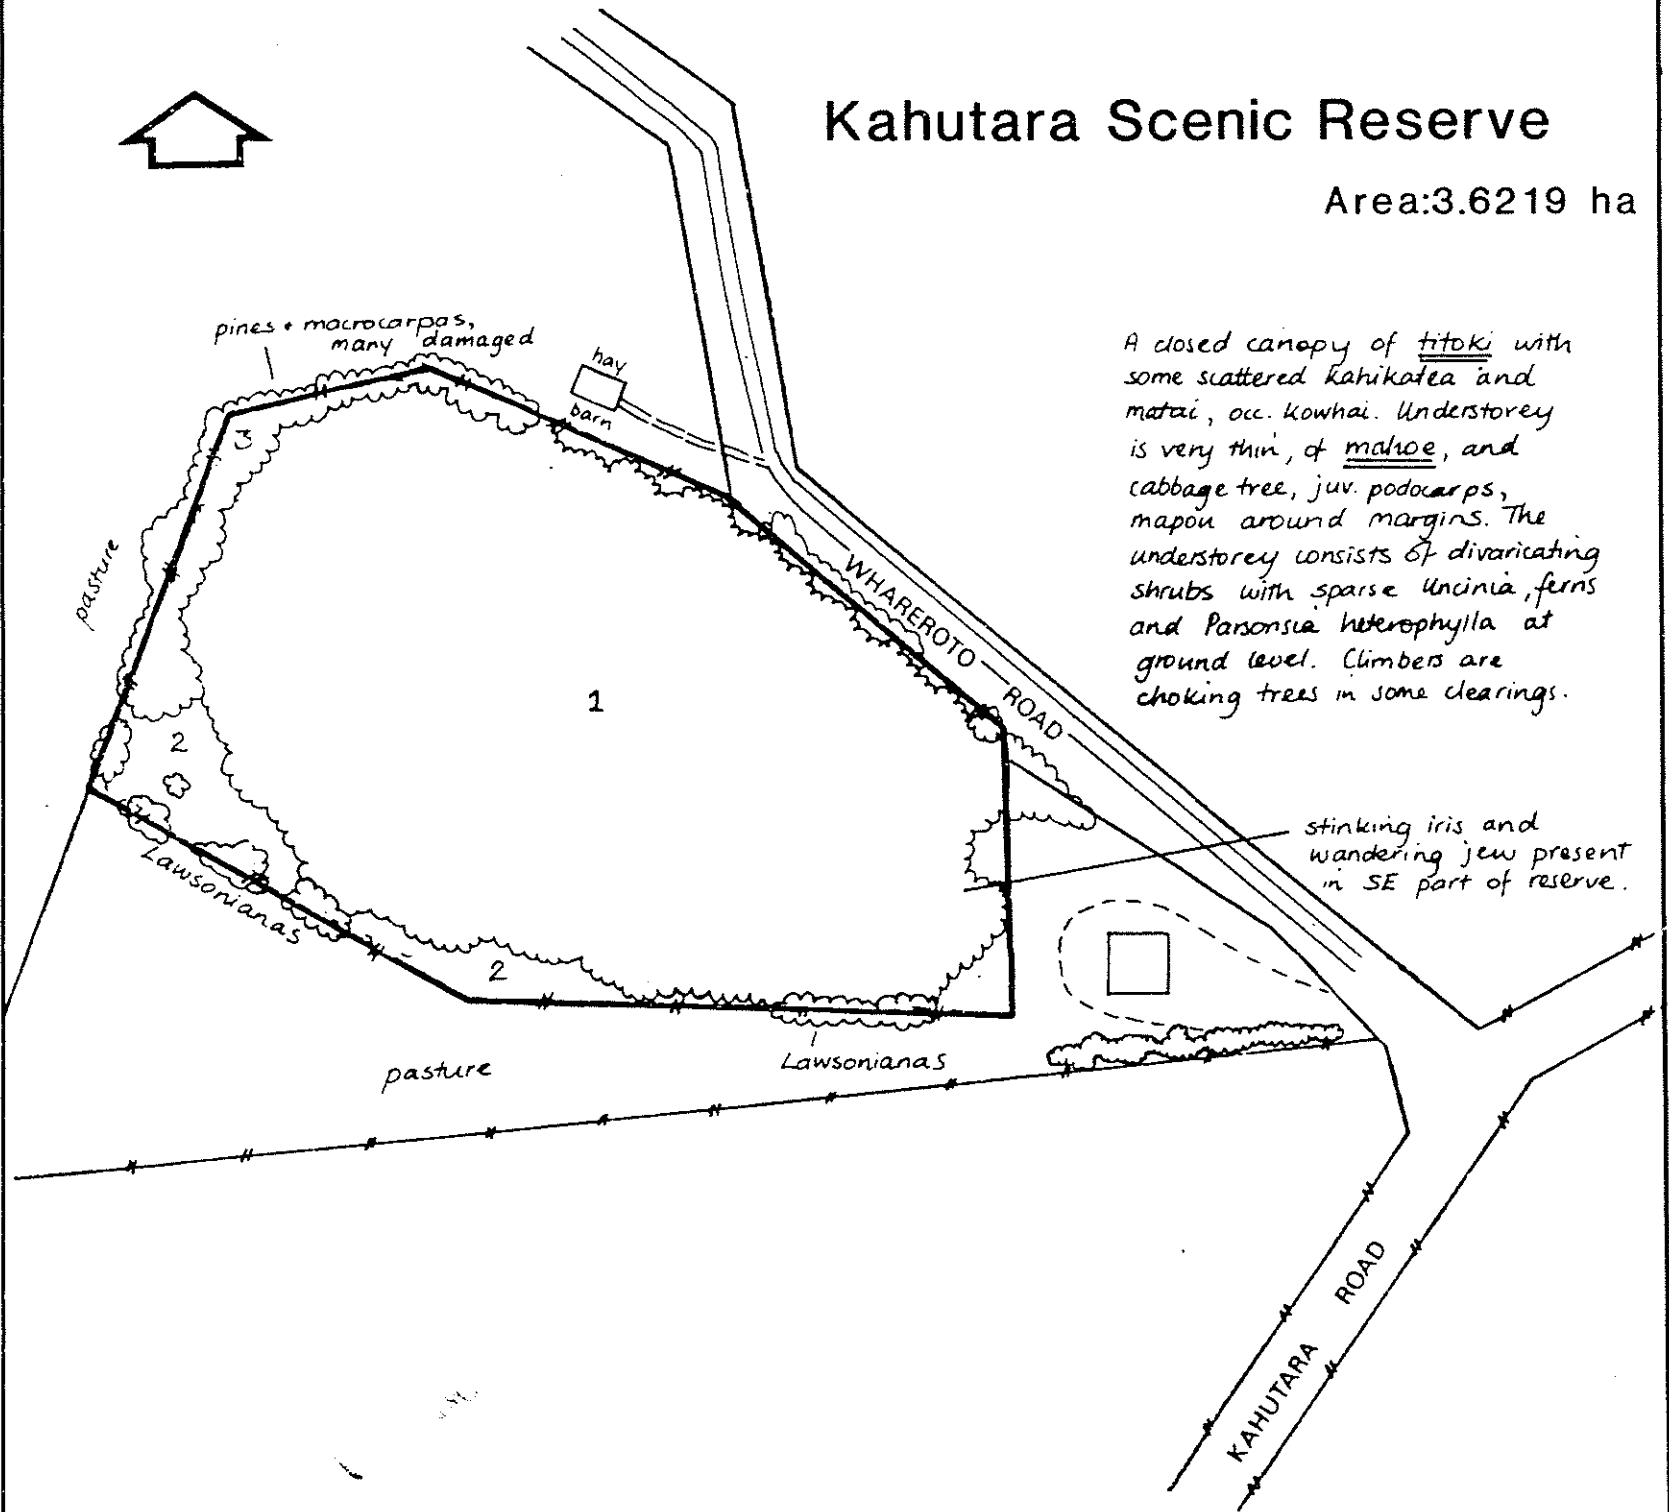 Kahutara Scenic Reserve
Area:3.6219 ha
pines + macrocarpas,
many damaged
hay
barn
A closed canopy of titoki with
some scattered kahikatea and
matai, occ. kowhai. Understorey
is very thin, of mahoe, and
cabbage tree, juv. podocarps,
mapou around margins. The
understorey consists of divaricating
shrubs with sparse Uncinia, ferns
and Parsonsia heterophylla at
ground level. Climbers are
choking trees in some clearings.
3
pasture
WHAREROTO ROAD
1
2
stinking iris and
wandering jew present
in SE part of reserve.
Lawsonianas
2
Lawsonianas
pasture
KAHUTARA ROAD